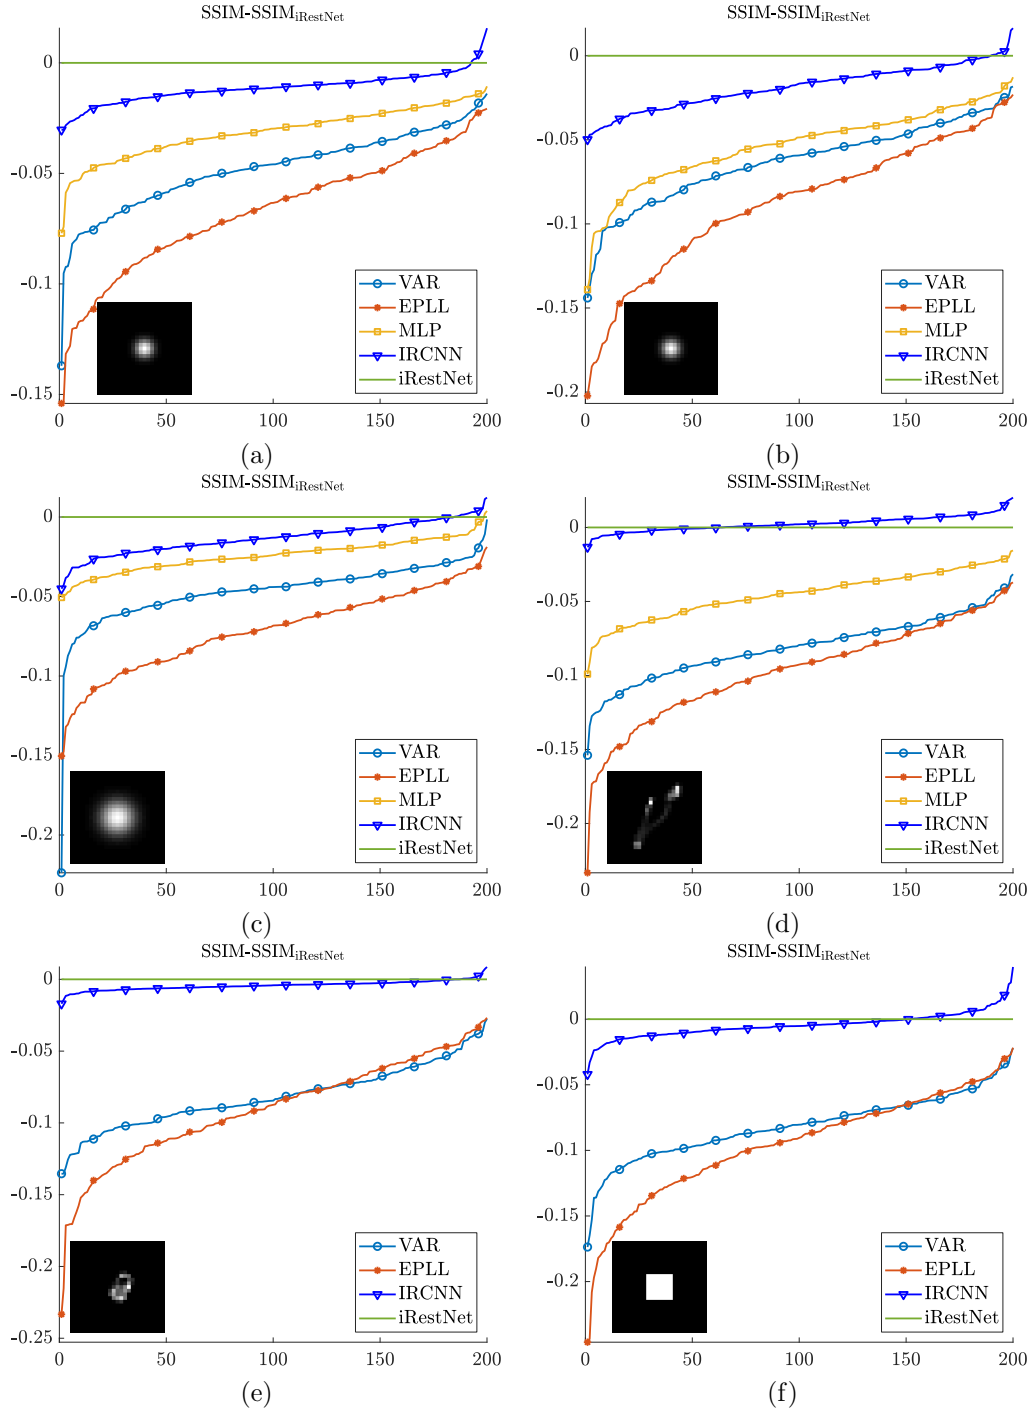 SSIM-SSIM_iRestNet
0
-0.05
-0.1
-0.15
0 50 100 150 200
VAR
EPLL
MLP
IRCNN
iRestNet
(a)
SSIM-SSIM_iRestNet
0
-0.05
-0.1
-0.15
-0.2
0 50 100 150 200
VAR
EPLL
MLP
IRCNN
iRestNet
(b)
SSIM-SSIM_iRestNet
0
-0.05
-0.1
-0.15
-0.2
0 50 100 150 200
VAR
EPLL
MLP
IRCNN
iRestNet
(c)
SSIM-SSIM_iRestNet
0
-0.05
-0.1
-0.15
-0.2
0 50 100 150 200
VAR
EPLL
MLP
IRCNN
iRestNet
(d)
SSIM-SSIM_iRestNet
0
-0.05
-0.1
-0.15
-0.2
-0.25
0 50 100 150 200
VAR
EPLL
IRCNN
iRestNet
(e)
SSIM-SSIM_iRestNet
0
-0.05
-0.1
-0.15
-0.2
0 50 100 150 200
VAR
EPLL
IRCNN
iRestNet
(f)